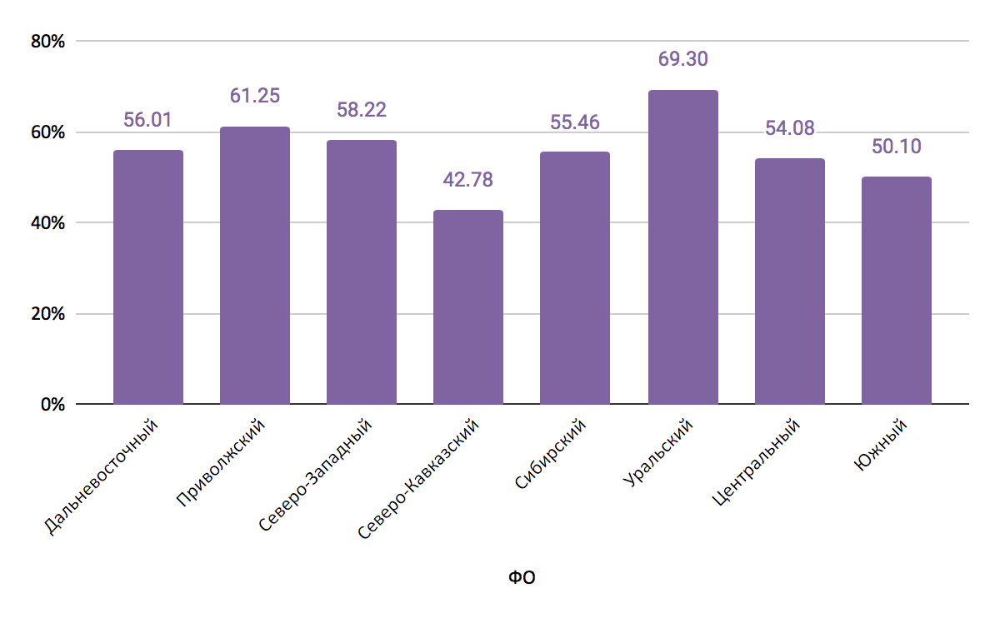 80%
60%
40%
20%
0%
56.01
61.25
58.22
42.78
55.46
69.30
54.08
50.10
Дальневосточный
Приволжский
Северо-Западный
Северо-Кавказский
Сибирский
Уральский
Центральный
Южный
ФО